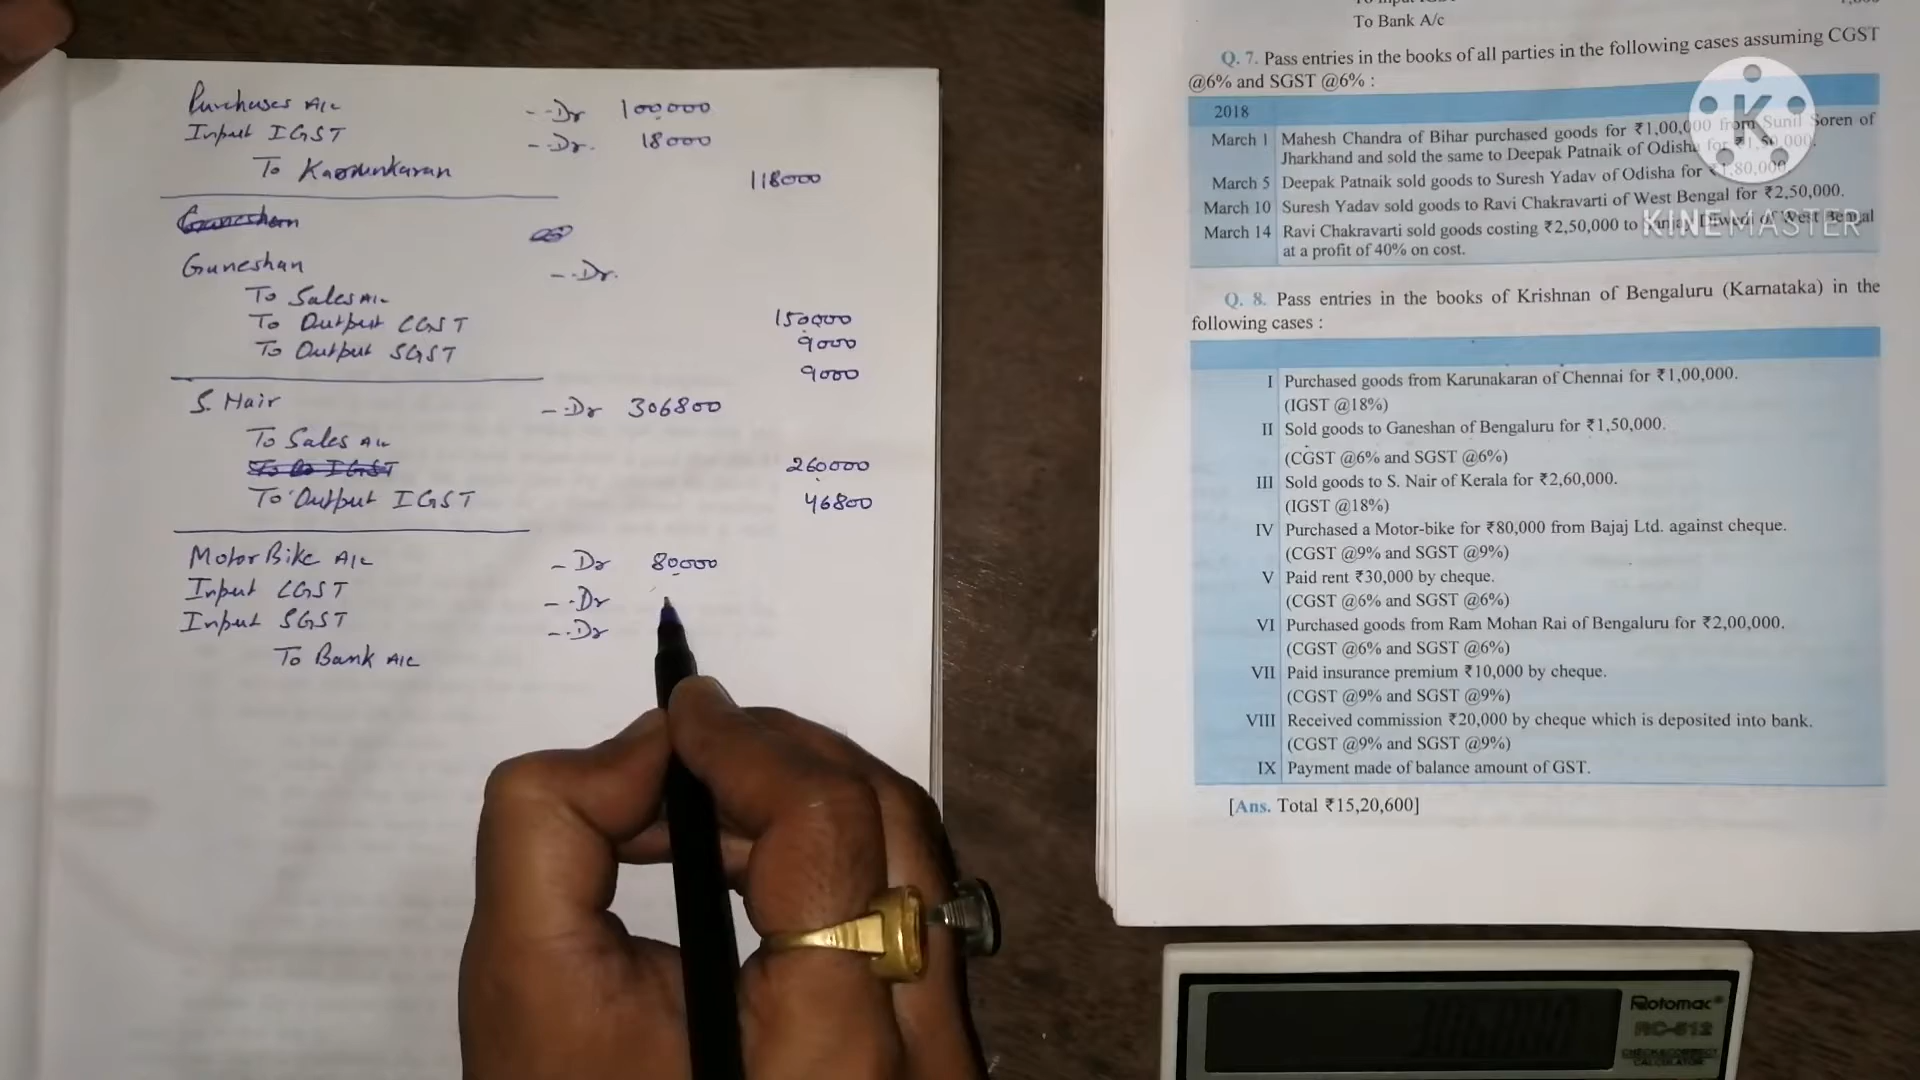 Purchases A/c --Dr 100000
Input IGST --Dr. 18000
To Karunkaran 118000
Guneshan
Guneshan --Dr.
To Sales A/c 150000
To Output CGST 9000
To Output SGST 9000
S. Nair --Dr 306800
To Sales A/c 260000
To Output IGST 46800
Motor Bike A/c - Dr 80000
Input CGST --Dr
Input SGST --Dr
To Bank A/c
To Bank A/c
Q. 7. Pass entries in the books of all parties in the following cases assuming CGST
@6% and SGST @6% :
2018
March 1 Mahesh Chandra of Bihar purchased goods for ₹1,00,000 from Sunil Soren of
Jharkhand and sold the same to Deepak Patnaik of Odisha for ₹1,50,000.
March 5 Deepak Patnaik sold goods to Suresh Yadav of Odisha for ₹1,80,000.
March 10 Suresh Yadav sold goods to Ravi Chakravarti of West Bengal for ₹2,50,000.
March 14 Ravi Chakravarti sold goods costing ₹2,50,000 to Dwivedi of West Bengal
at a profit of 40% on cost.
K
KINEMASTER
Q. 8. Pass entries in the books of Krishnan of Bengaluru (Karnataka) in the
following cases :
I Purchased goods from Karunakaran of Chennai for ₹1,00,000.
(IGST @18%)
II Sold goods to Ganeshan of Bengaluru for ₹1,50,000.
(CGST @6% and SGST @6%)
III Sold goods to S. Nair of Kerala for ₹2,60,000.
(IGST @18%)
IV Purchased a Motor-bike for ₹80,000 from Bajaj Ltd. against cheque.
(CGST @9% and SGST @9%)
V Paid rent ₹30,000 by cheque.
(CGST @6% and SGST @6%)
VI Purchased goods from Ram Mohan Rai of Bengaluru for ₹2,00,000.
(CGST @6% and SGST @6%)
VII Paid insurance premium ₹10,000 by cheque.
(CGST @9% and SGST @9%)
VIII Received commission ₹20,000 by cheque which is deposited into bank.
(CGST @9% and SGST @9%)
IX Payment made of balance amount of GST.
[Ans. Total ₹15,20,600]
Rotomac
RC-512